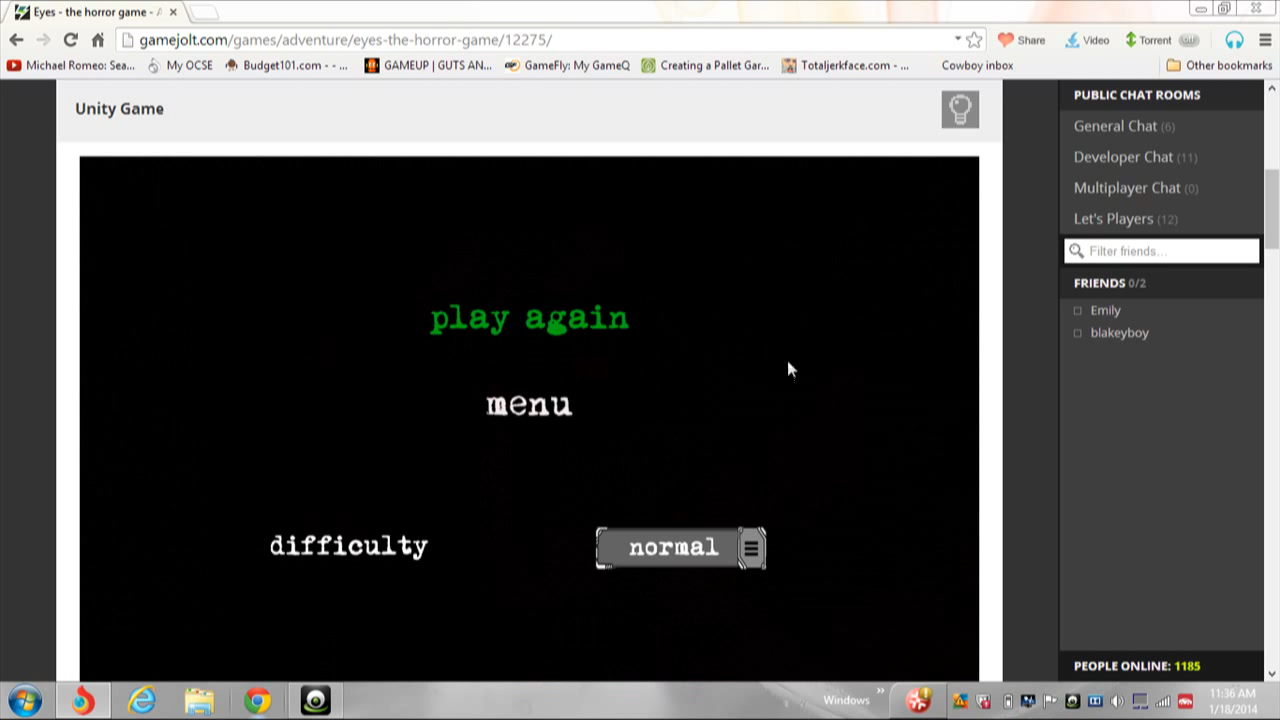 Eyes - the horror game - A
gamejolt.com/games/adventure/eyes-the-horror-game/12275/
Share
Video
Torrent
Michael Romeo: Sea...
My OCSE
Budget101.com - - ...
GAMEUP | GUTS AN...
GameFly: My GameQ
Creating a Pallet Gar...
Totaljerkface.com - ...
Cowboy inbox
Other bookmarks
Unity Game
play again
menu
difficulty
normal
PUBLIC CHAT ROOMS
General Chat (6)
Developer Chat (11)
Multiplayer Chat (0)
Let's Players (12)
Filter friends...
FRIENDS 0/2
Emily
blakeyboy
PEOPLE ONLINE: 1185
Windows
11:36 AM
1/18/2014